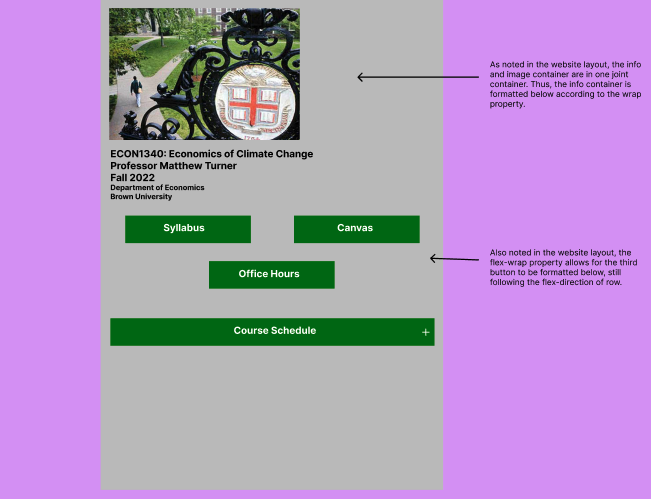 ECON1340: Economics of Climate Change
Professor Matthew Turner
Fall 2022
Department of Economics
Brown University
Syllabus
Canvas
Office Hours
Course Schedule
+
As noted in the website layout, the info
and image container are in one joint
container. Thus, the info container is
formatted below according to the wrap
property.
Also noted in the website layout, the
flex-wrap property allows for the third
button to be formatted below, still
following the flex-direction of row.